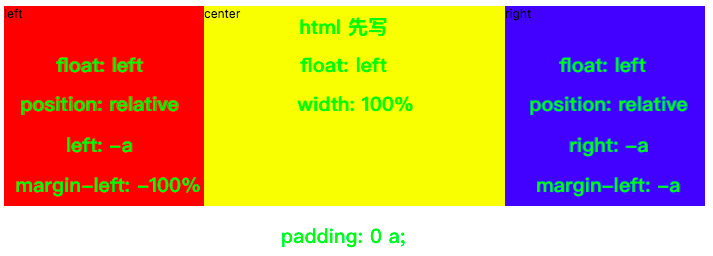 left
float: left
position: relative
left: -a
margin-left: -100%
center
html 先写
float: left
width: 100%
right
float: left
position: relative
right: -a
margin-left: -a
padding: 0 a;